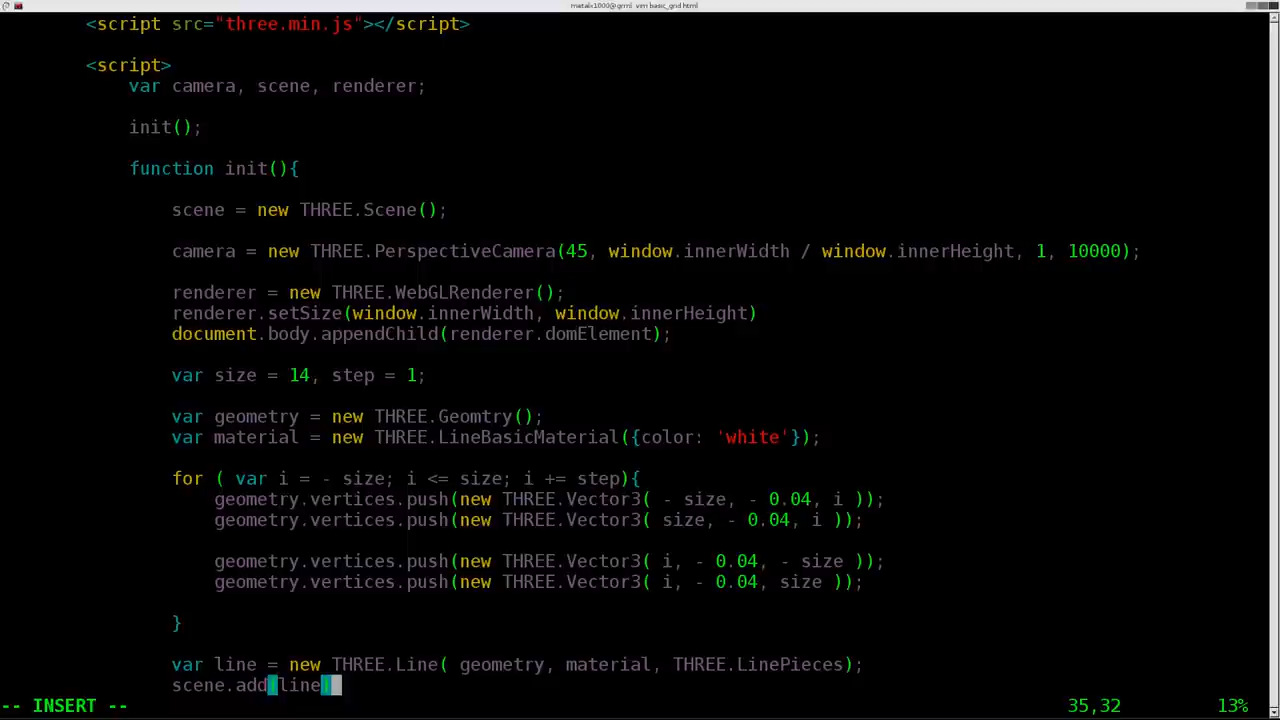 matalx1000@grml: vim basic_grid.html
<script src="three.min.js"></script>
<script>
var camera, scene, renderer;
init();
function init(){
scene = new THREE.Scene();
camera = new THREE.PerspectiveCamera(45, window.innerWidth / window.innerHeight, 1, 10000);
renderer = new THREE.WebGLRenderer();
renderer.setSize(window.innerWidth, window.innerHeight)
document.body.appendChild(renderer.domElement);
var size = 14, step = 1;
var geometry = new THREE.Geomtry();
var material = new THREE.LineBasicMaterial({color: 'white'});
for ( var i = - size; i <= size; i += step){
geometry.vertices.push(new THREE.Vector3( - size, - 0.04, i ));
geometry.vertices.push(new THREE.Vector3( size, - 0.04, i ));
geometry.vertices.push(new THREE.Vector3( i, - 0.04, - size ));
geometry.vertices.push(new THREE.Vector3( i, - 0.04, size ));
}
var line = new THREE.Line( geometry, material, THREE.LinePieces);
scene.add(line)
-- INSERT -- 35,32 13%